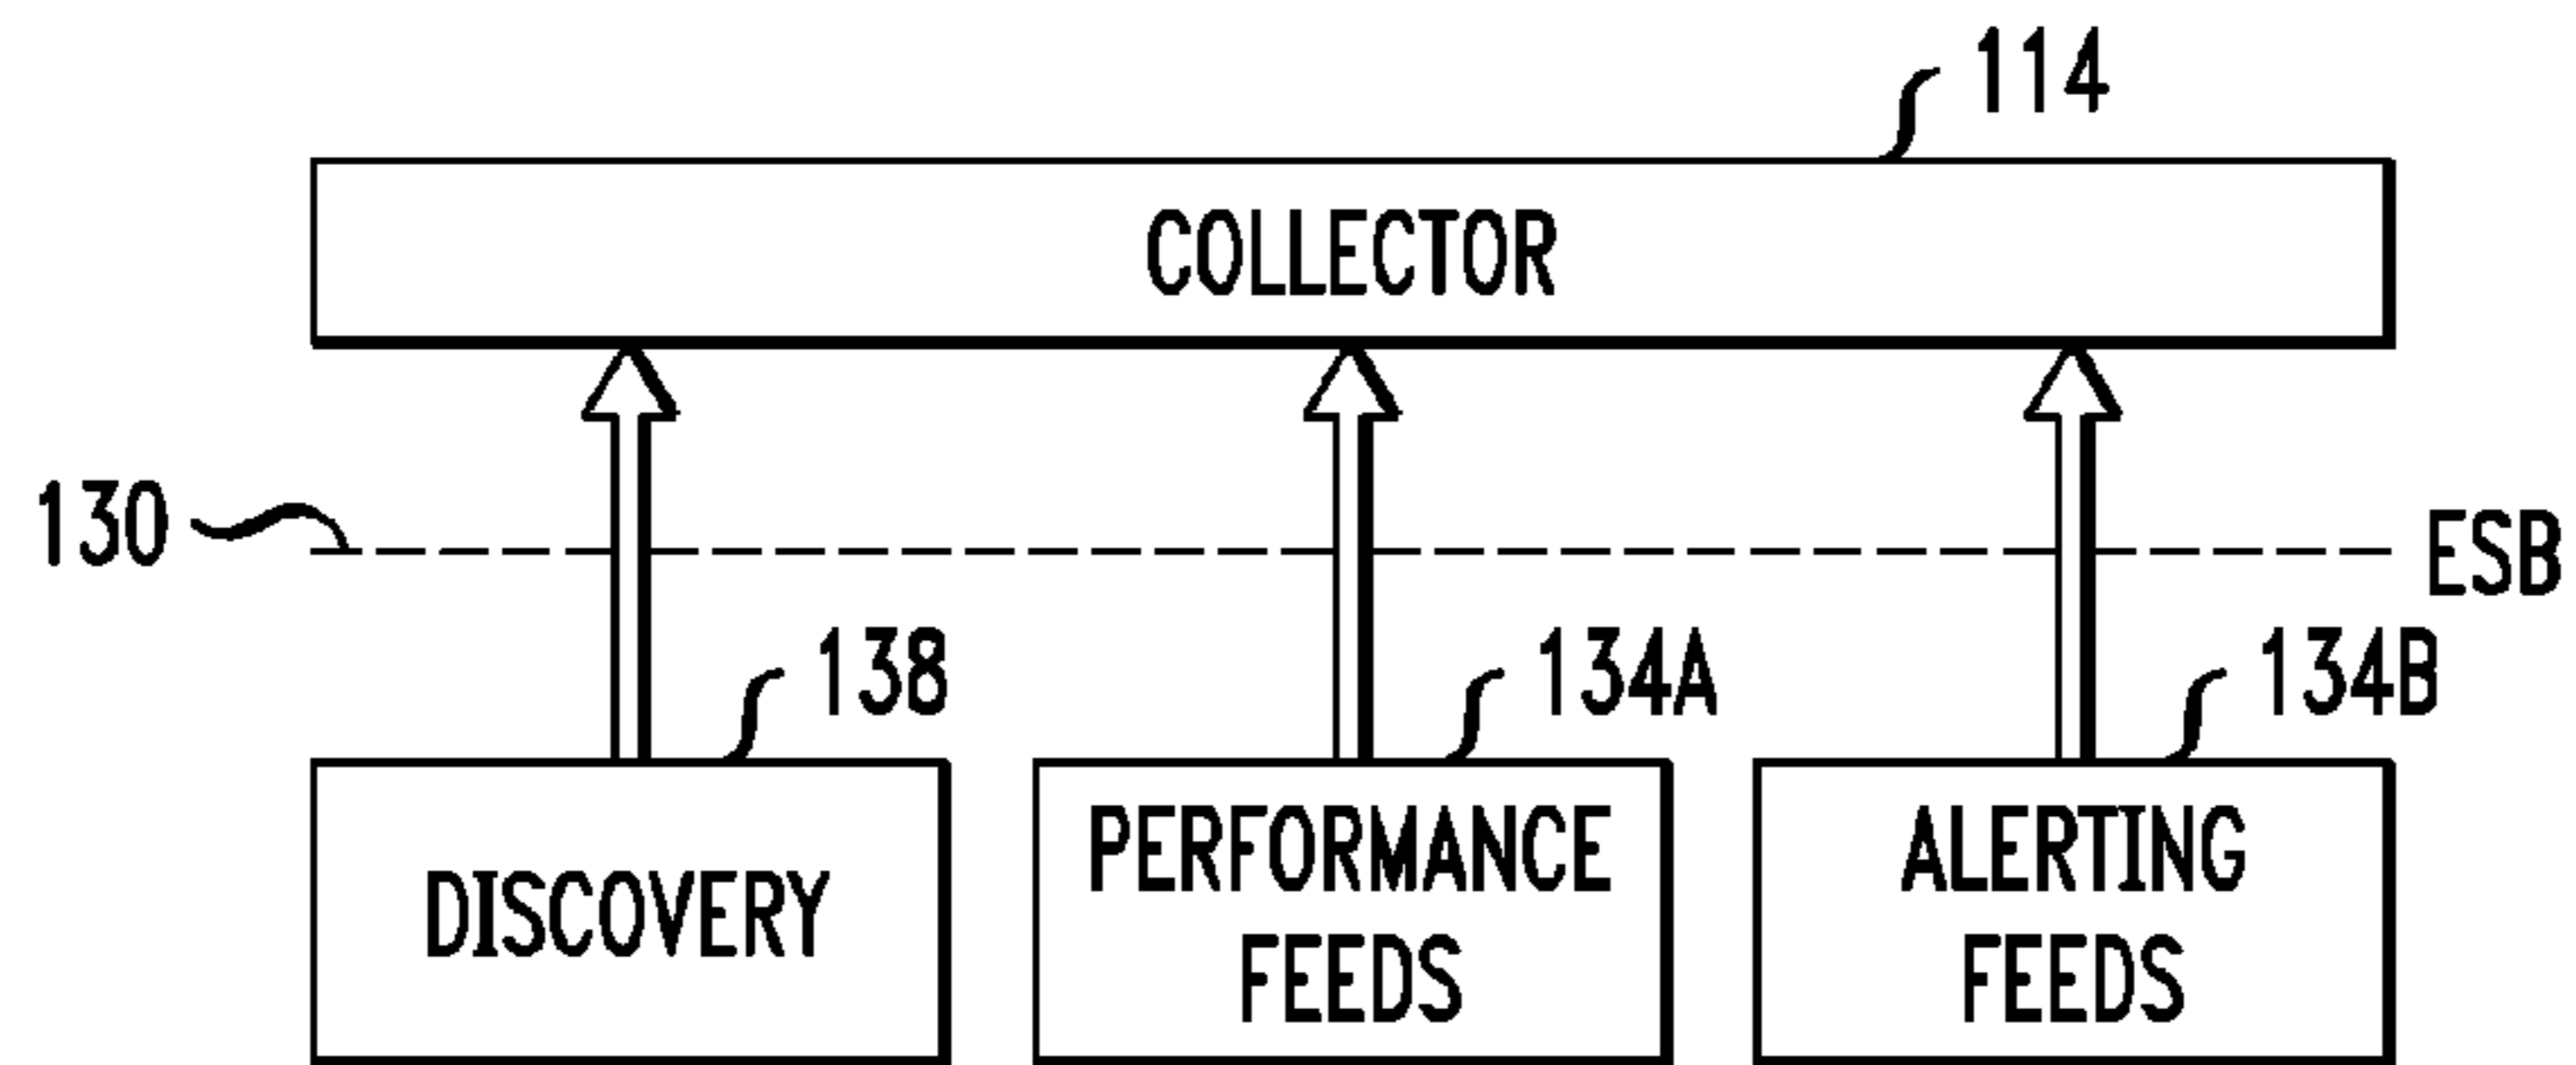 114
COLLECTOR
130
ESB
138
134A
134B
DISCOVERY
PERFORMANCE
FEEDS
ALERTING
FEEDS